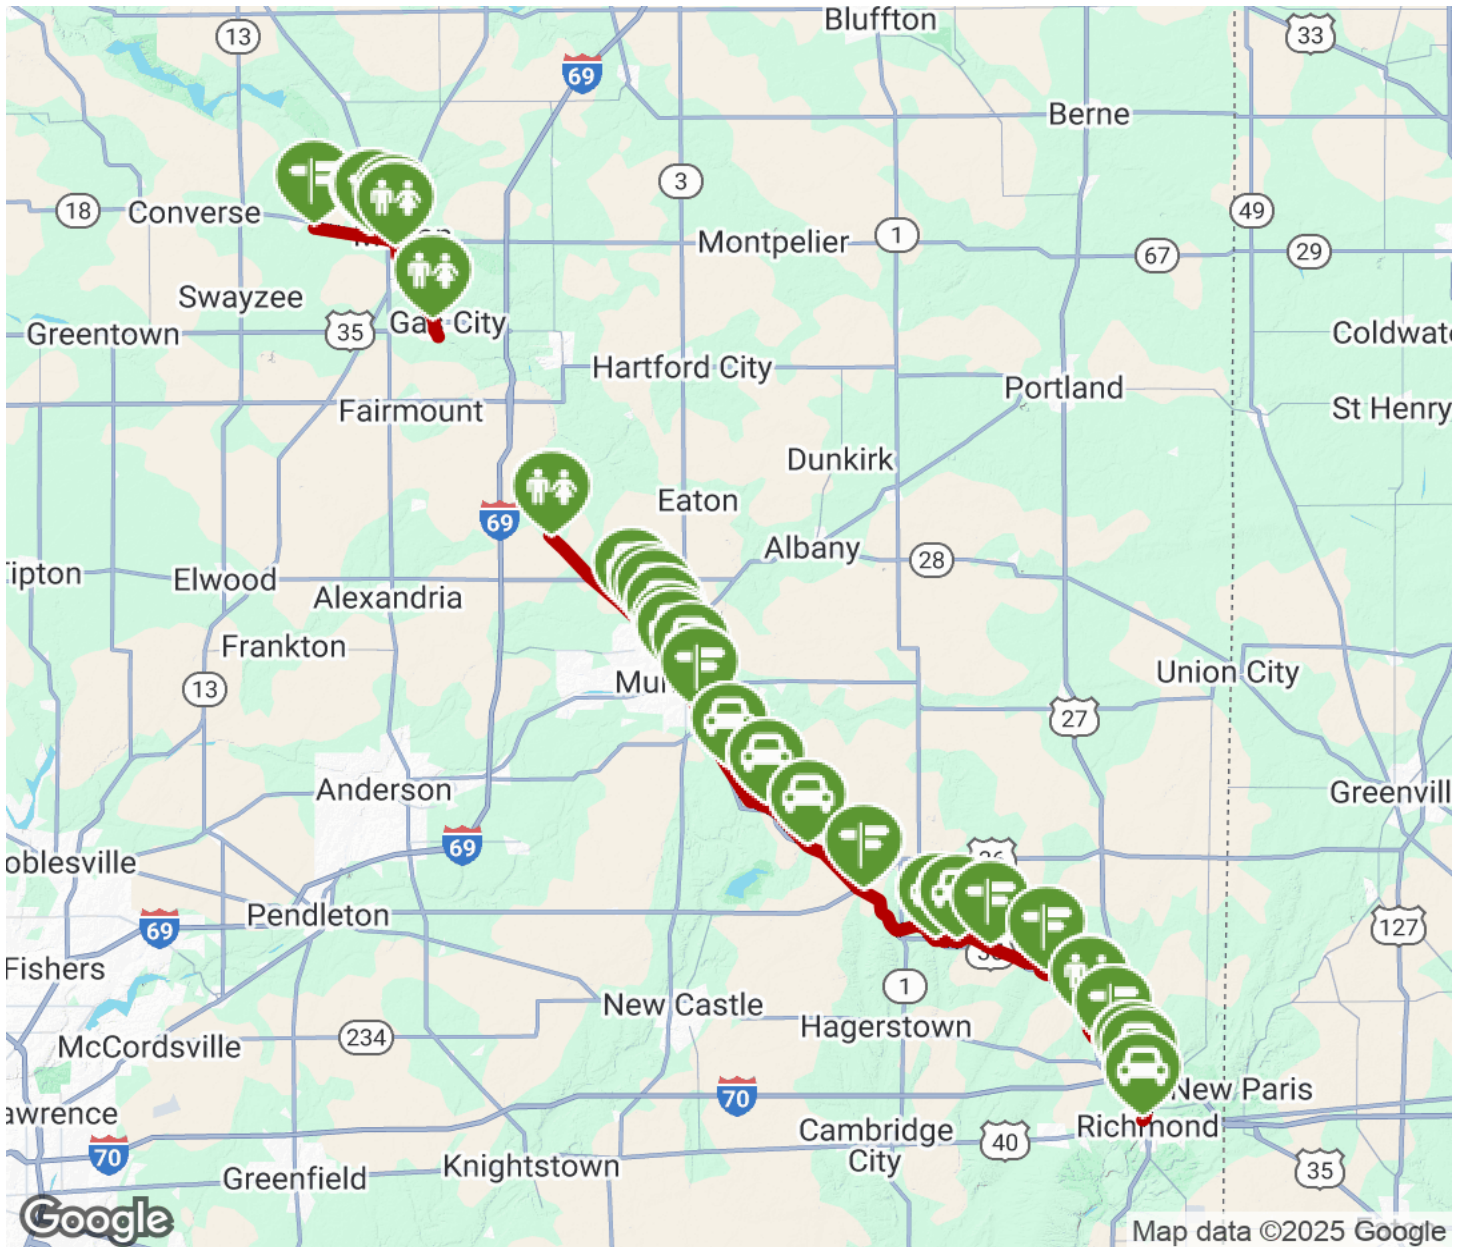 Bluffton
13
33
69
Berne
3
18
Converse
49
1
Montpelier
67
29
Swayzee
Gas City
35
Greentown
Coldwat
Hartford City
Portland
Fairmount
St Henry
Dunkirk
Eaton
69
Albany
28
Tipton
Elwood
Alexandria
Frankton
Union City
13
Mun
27
Anderson
Greenvill
69
oblesville
Pendleton
127
69
Fishers
1
New Castle
Hagerstown
234
McCordsville
70
New Paris
awrence
Richmond
Cambridge
City
40
70
Knightstown
35
Greenfield
Google
Map data ©2025 Google